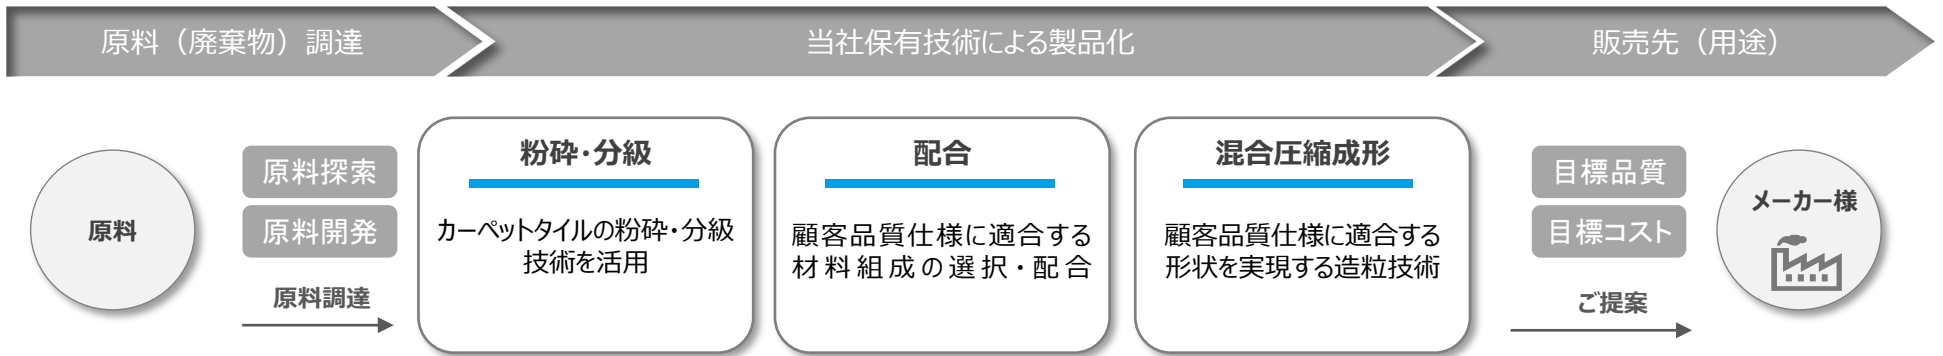 原料（廃棄物）調達
当社保有技術による製品化
販売先（用途）
原料
原料探索
原料開発
原料調達
粉砕・分級
カーペットタイルの粉砕・分級
技術を活用
配合
顧客品質仕様に適合する
材料組成の選択・配合
混合圧縮成形
顧客品質仕様に適合する
形状を実現する造粒技術
目標品質
目標コスト
ご提案
メーカー様